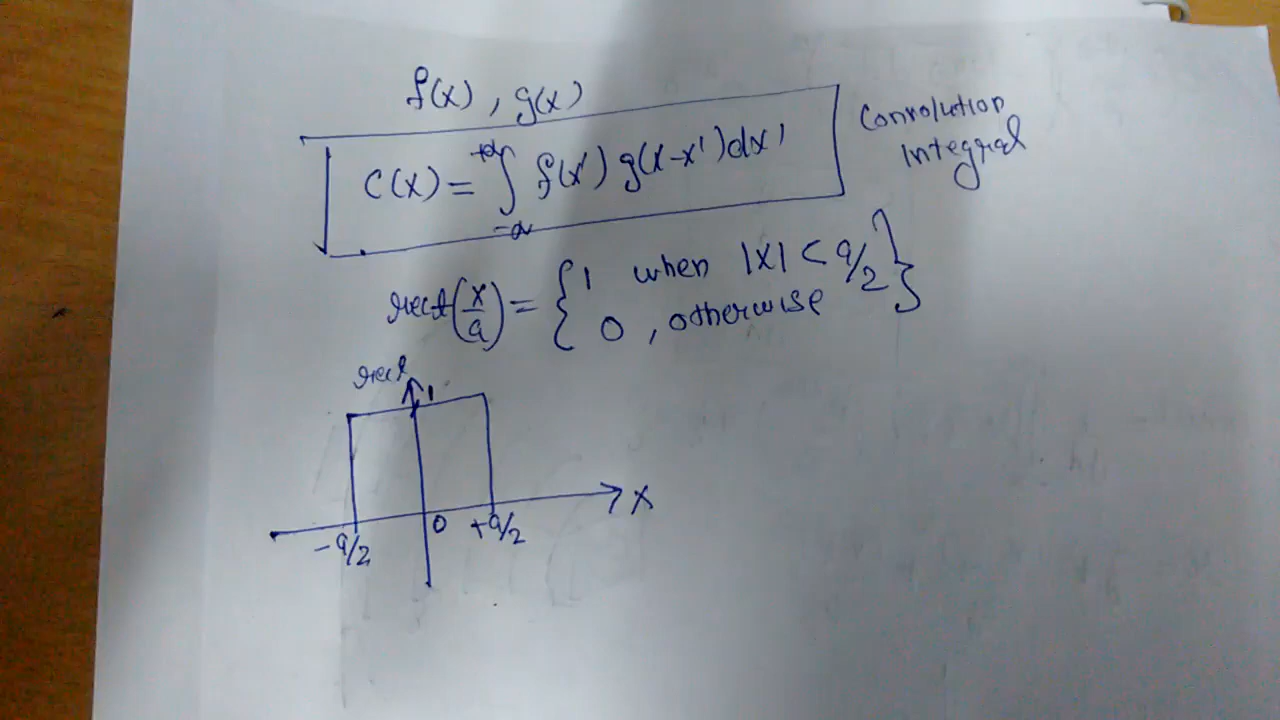 f(x), g(x)
C(x) = ∫_{-∞}^{+∞} f(x') g(x-x') dx'
Convolution
Integral
rect(x/a) = { 1 when |x| < a/2 }
0, otherwise
rect
1
x
-a/2 0 +a/2